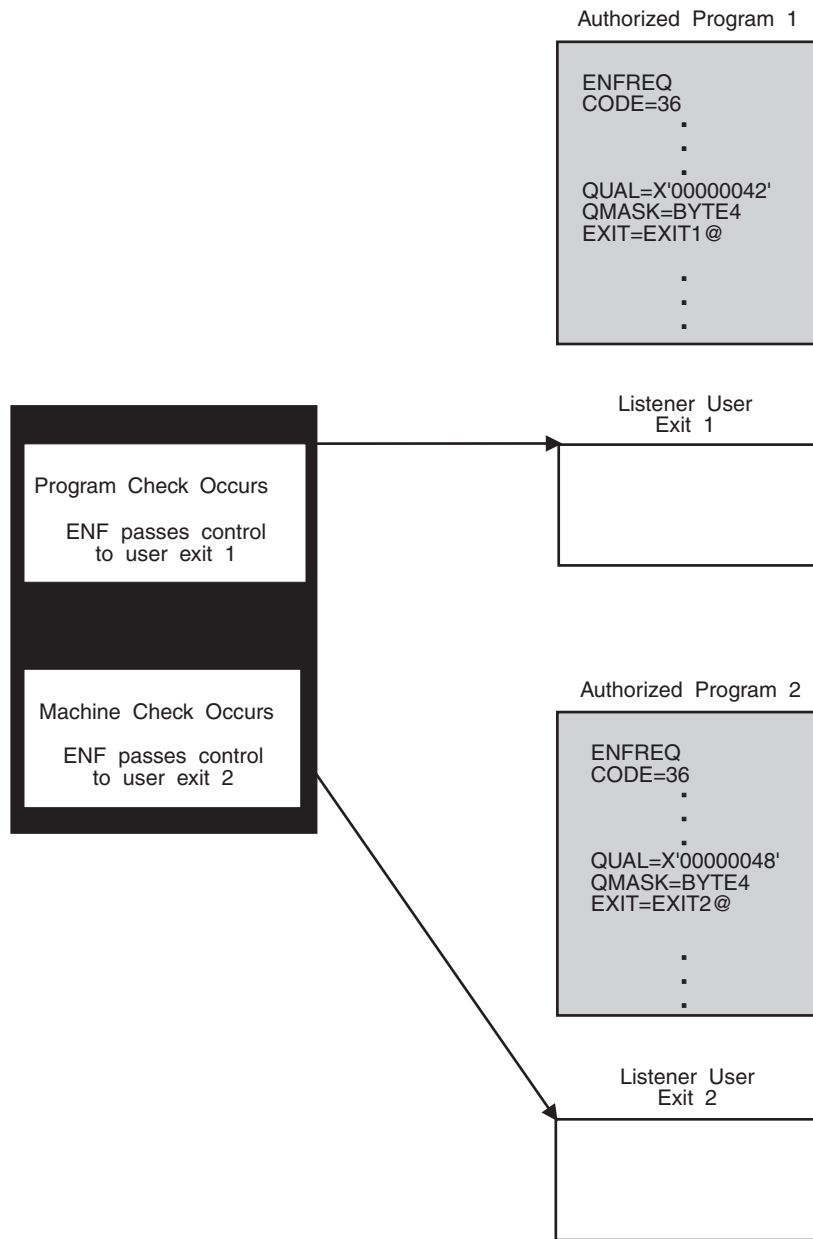 Authorized Program 1
ENFREQ
CODE=36
.
.
.
QUAL=X'00000042'
QMASK=BYTE4
EXIT=EXIT1@
.
.
.
Listener User
Exit 1
Program Check Occurs
ENF passes control
to user exit 1
Machine Check Occurs
ENF passes control
to user exit 2
Authorized Program 2
ENFREQ
CODE=36
.
.
.
QUAL=X'00000048'
QMASK=BYTE4
EXIT=EXIT2@
.
.
.
Listener User
Exit 2